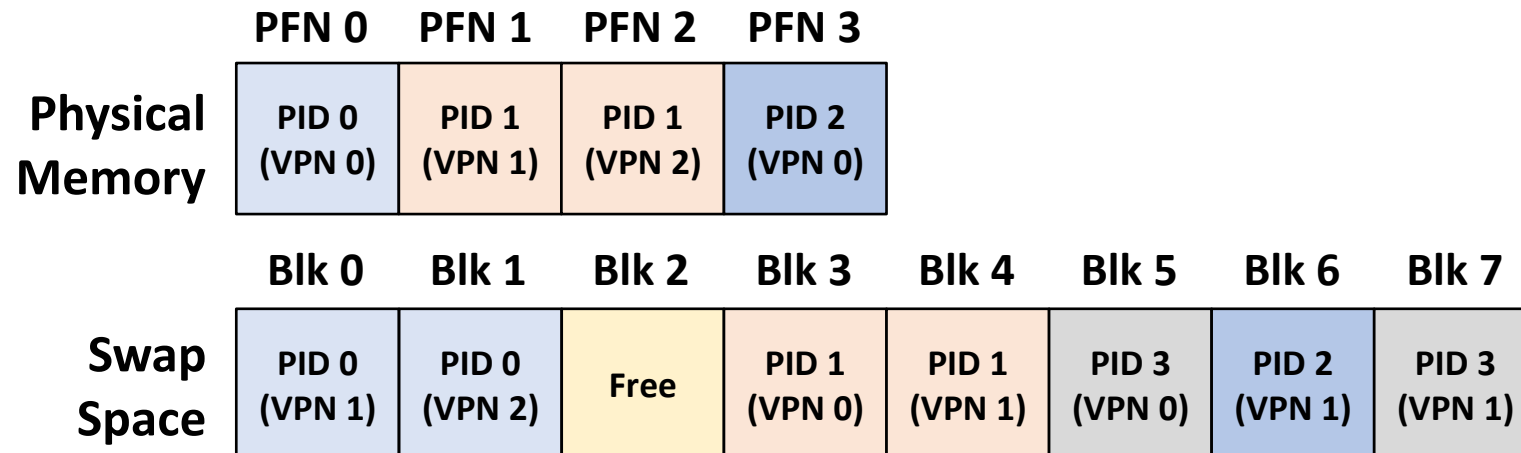 PFN 0 PFN 1 PFN 2 PFN 3
Physical
Memory
PID 0 PID 1 PID 1 PID 2
(VPN 0) (VPN 1) (VPN 2) (VPN 0)
Blk 0 Blk 1 Blk 2 Blk 3 Blk 4 Blk 5 Blk 6 Blk 7
Swap
Space
PID 0 PID 0 Free PID 1 PID 1 PID 3 PID 2 PID 3
(VPN 1) (VPN 2) (VPN 0) (VPN 1) (VPN 0) (VPN 1) (VPN 1)